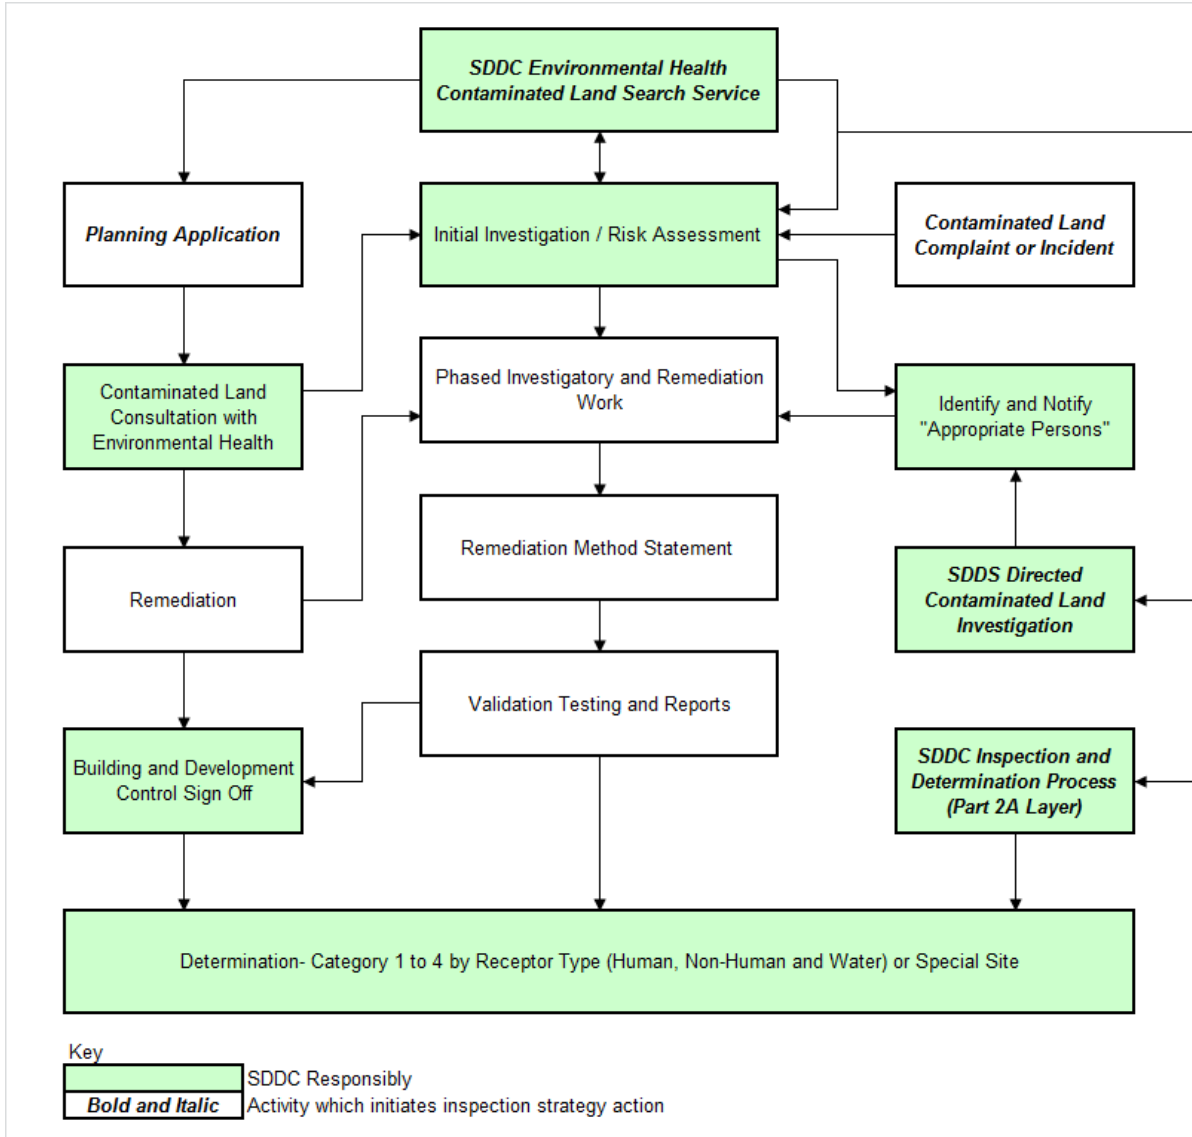 SDDC Environmental Health
Contaminated Land Search Service
Planning Application
Initial Investigation / Risk Assessment
Contaminated Land
Complaint or Incident
Contaminated Land
Consultation with
Environmental Health
Phased Investigatory and Remediation
Work
Identify and Notify
"Appropriate Persons"
Remediation
Remediation Method Statement
SDDS Directed
Contaminated Land
Investigation
Validation Testing and Reports
Building and Development
Control Sign Off
SDDC Inspection and
Determination Process
(Part 2A Layer)
Determination- Category 1 to 4 by Receptor Type (Human, Non-Human and Water) or Special Site
Key
SDDC Responsibly
Bold and Italic Activity which initiates inspection strategy action